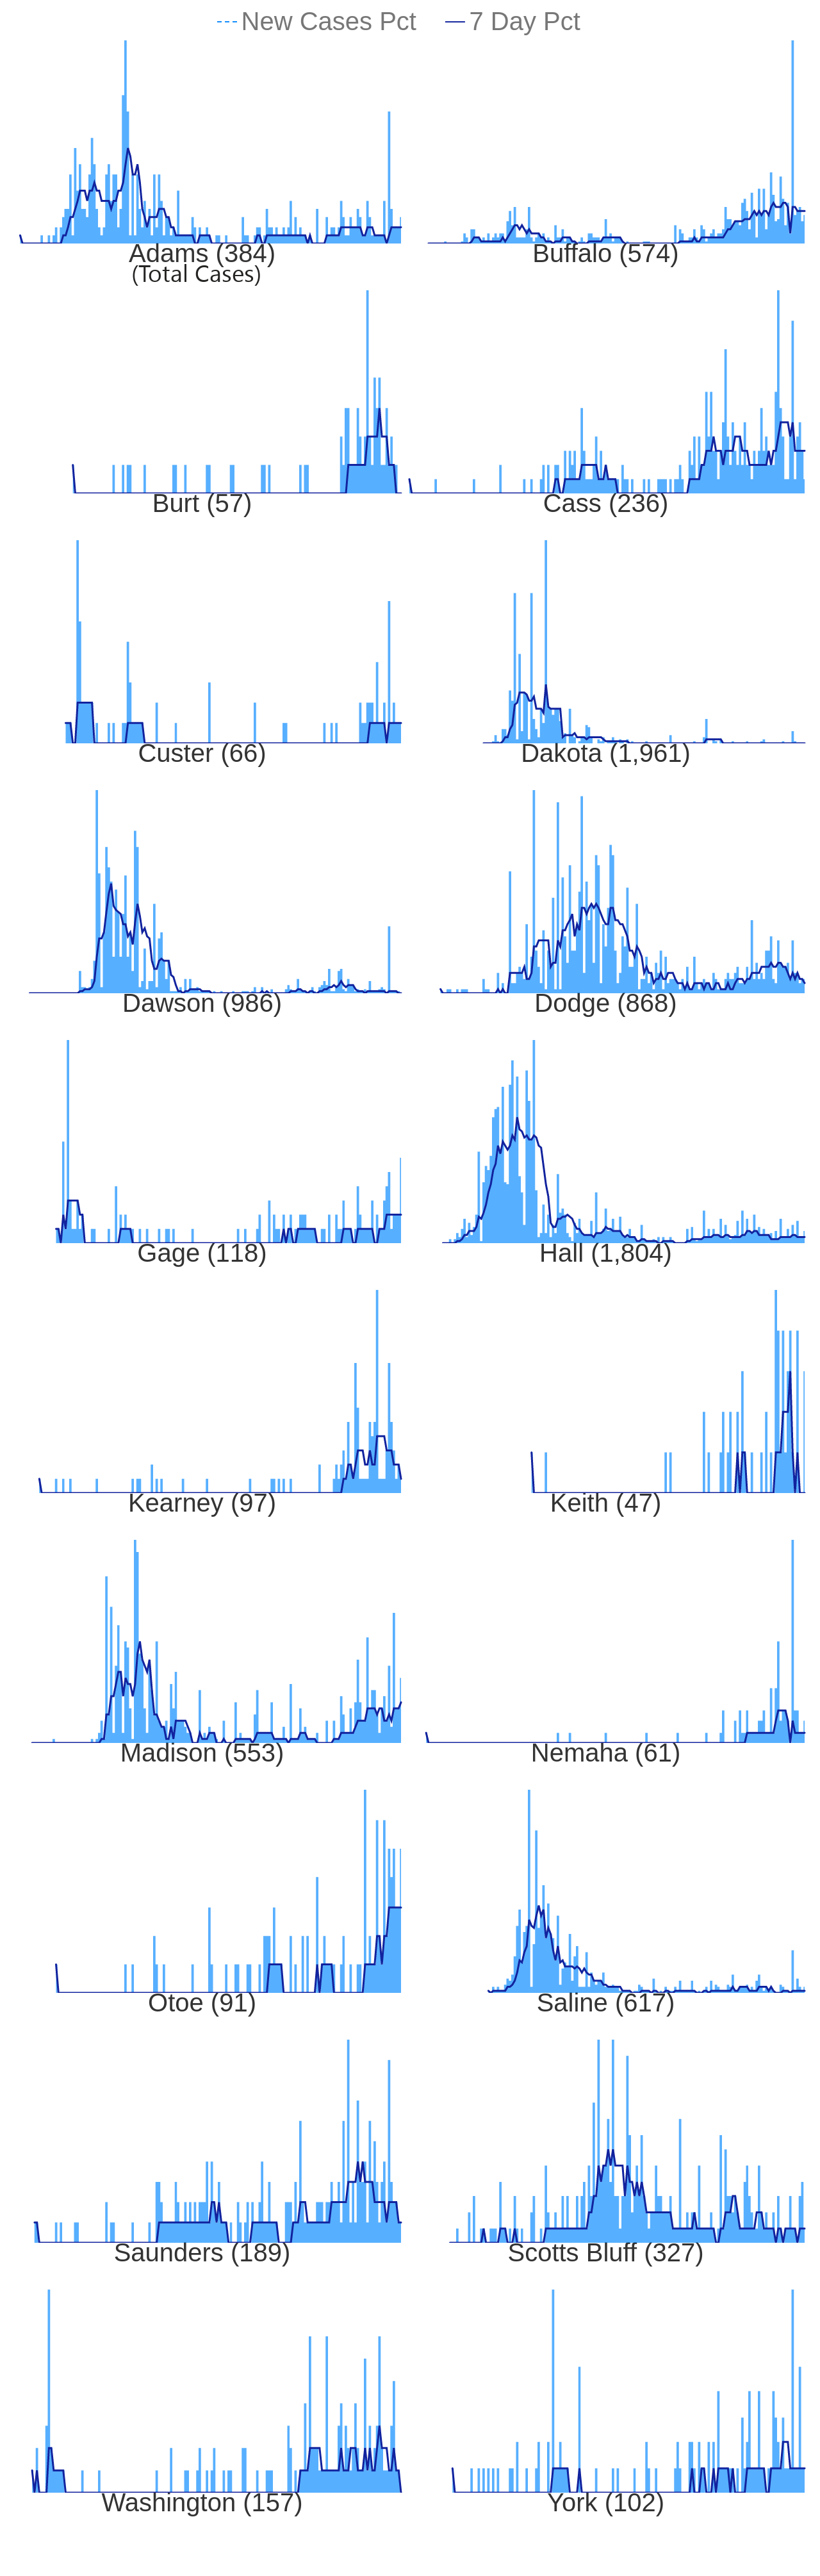 New Cases Pct 7 Day Pct
Adams (384) Buffalo (574)
(Total Cases)
Burt (57) Cass (236)
Custer (66) Dakota (1,961)
Dawson (986) Dodge (868)
Gage (118) Hall (1,804)
Kearney (97) Keith (47)
Madison (553) Nemaha (61)
Otoe (91) Saline (617)
Saunders (189) Scotts Bluff (327)
Washington (157) York (102)